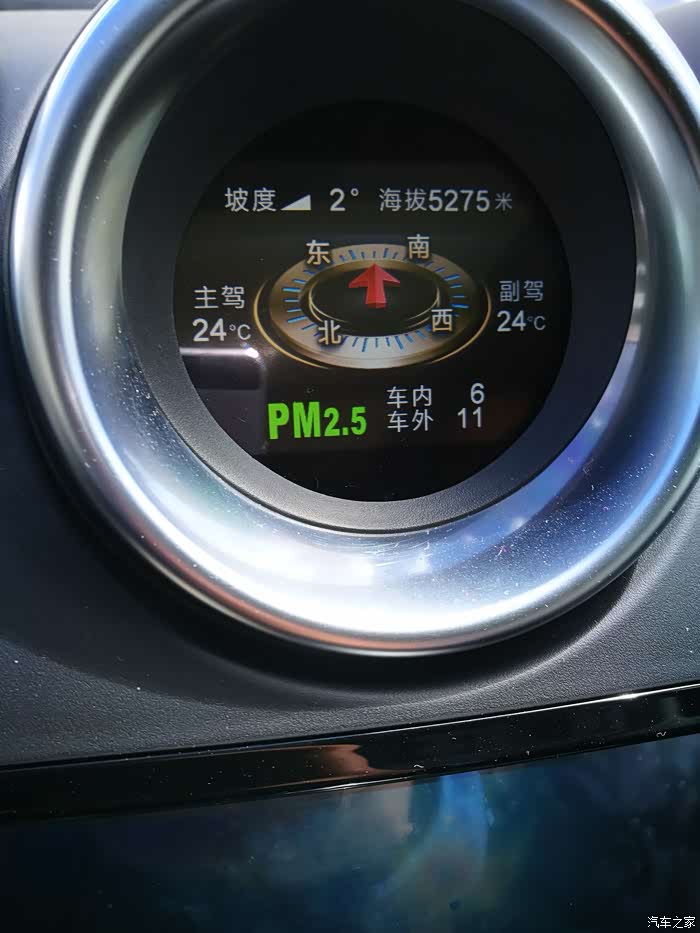 坡度 2° 海拔5275米
东 南
主驾 副驾
24°C 24°C
北 西
PM2.5
车内 6
车外 11
汽车之家